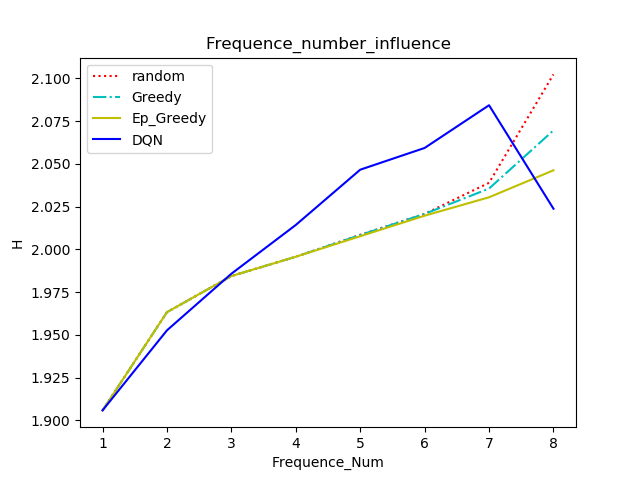 Frequence_number_influence
random
Greedy
Ep_Greedy
DQN
2.100
2.075
2.050
2.025
2.000
1.975
1.950
1.925
1.900
H
1 2 3 4 5 6 7 8
Frequence_Num